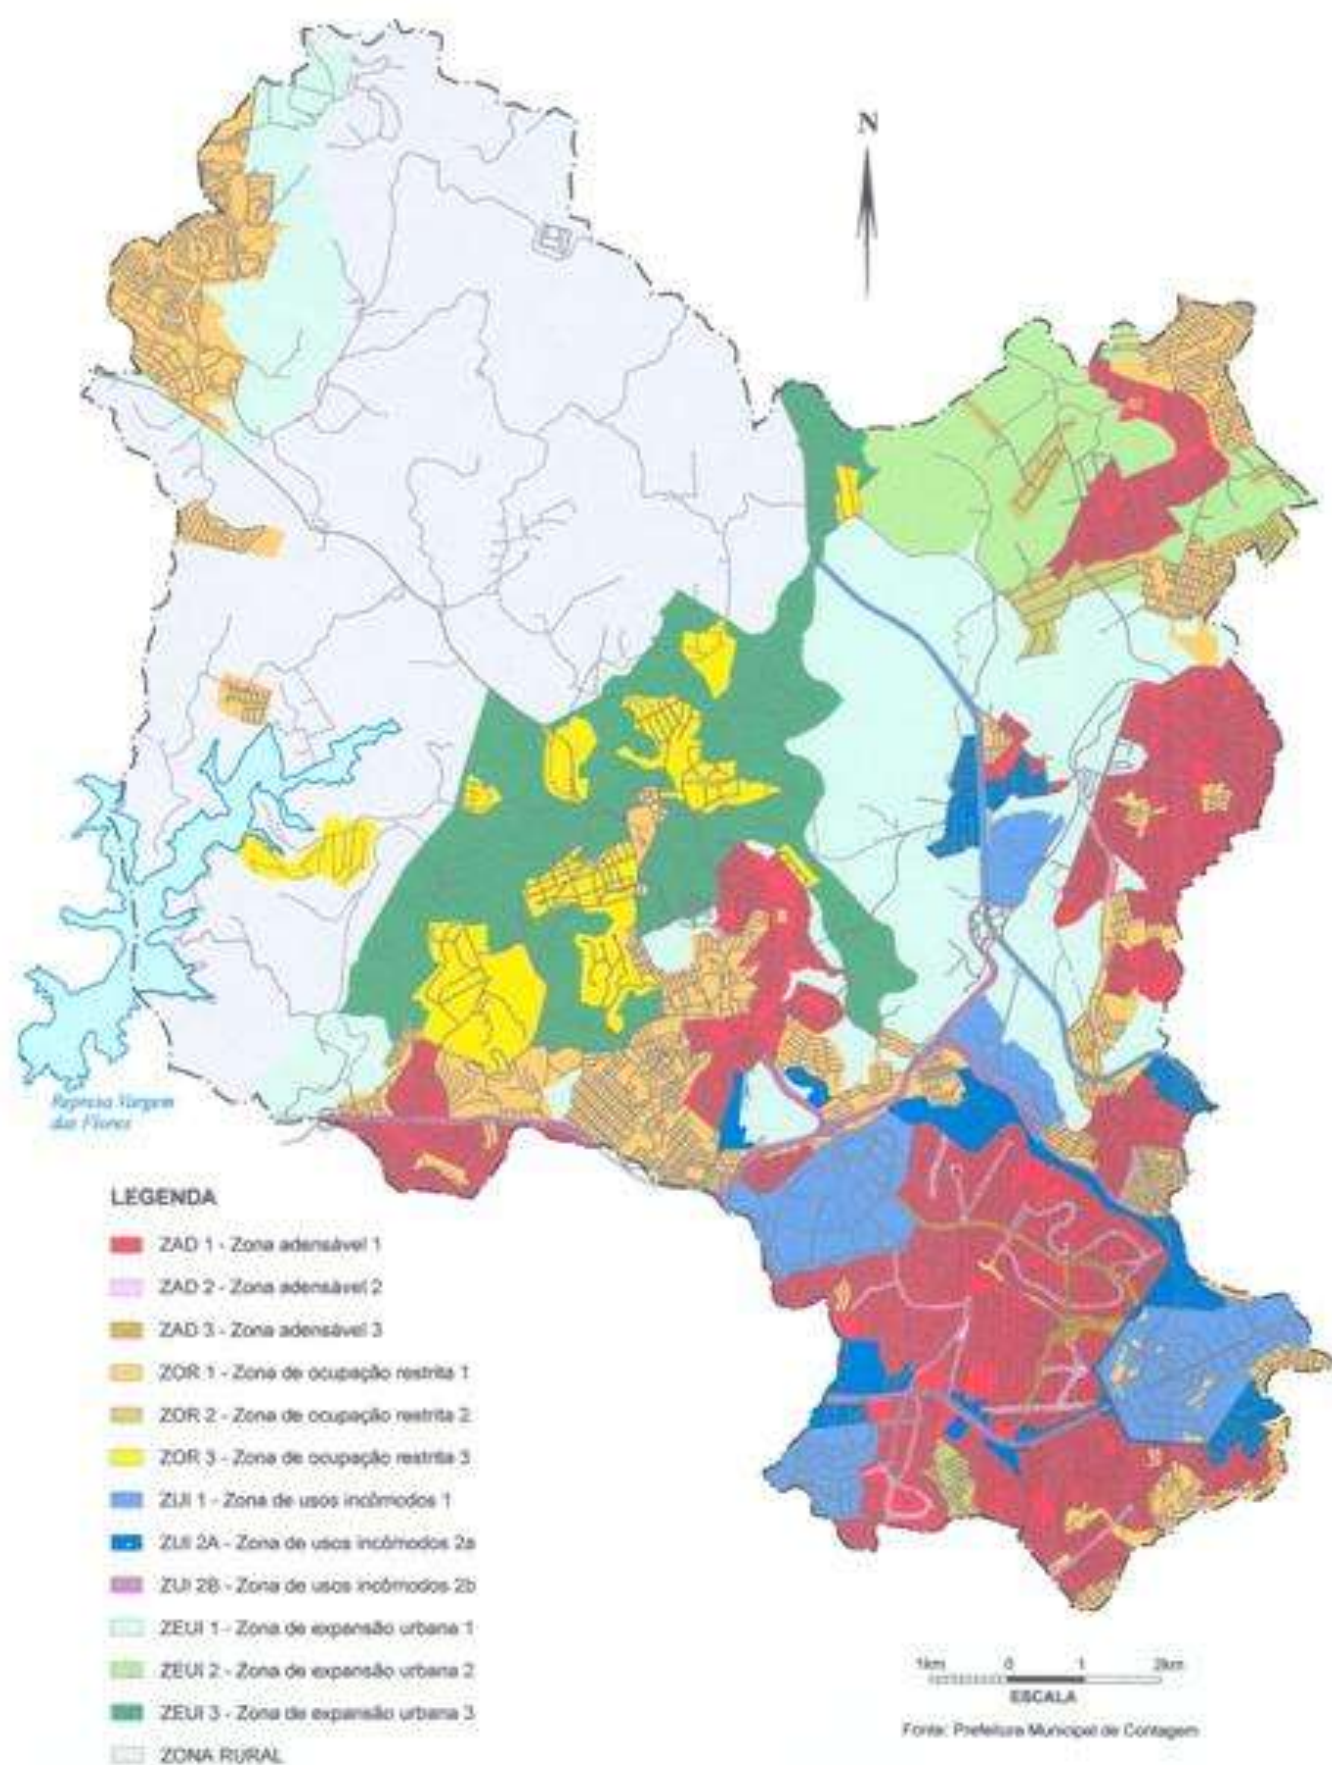 N
Represa Vargem
das Flores
LEGENDA
ZAD 1 - Zona adensável 1
ZAD 2 - Zona adensável 2
ZAD 3 - Zona adensável 3
ZOR 1 - Zona de ocupação restrita 1
ZOR 2 - Zona de ocupação restrita 2
ZOR 3 - Zona de ocupação restrita 3
ZUI 1 - Zona de usos incômodos 1
ZUI 2A - Zona de usos incômodos 2a
ZUI 2B - Zona de usos incômodos 2b
ZEUI 1 - Zona de expansão urbana 1
ZEUI 2 - Zona de expansão urbana 2
ZEUI 3 - Zona de expansão urbana 3
ZONA RURAL
1km 0 1 2km
ESCALA
Fonte: Prefeitura Municipal de Contagem